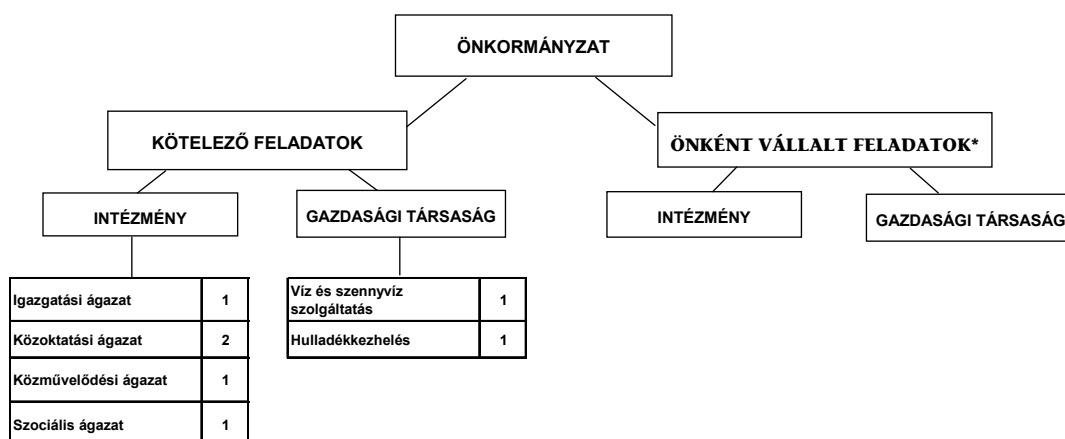 ÖNKORMÁNYZAT
KÖTELEZŐ FELADATOK
ÖNKÉNT VÁLLALT FELADATOK*
INTÉZMÉNY
GAZDASÁGI TÁRSASÁG
INTÉZMÉNY
GAZDASÁGI TÁRSASÁG
Igazgatási ágazat 1
Közoktatási ágazat 2
Közművelődési ágazat 1
Szociális ágazat 1
Víz és szennyvíz
szolgáltatás 1
Hulladékkezhelés 1